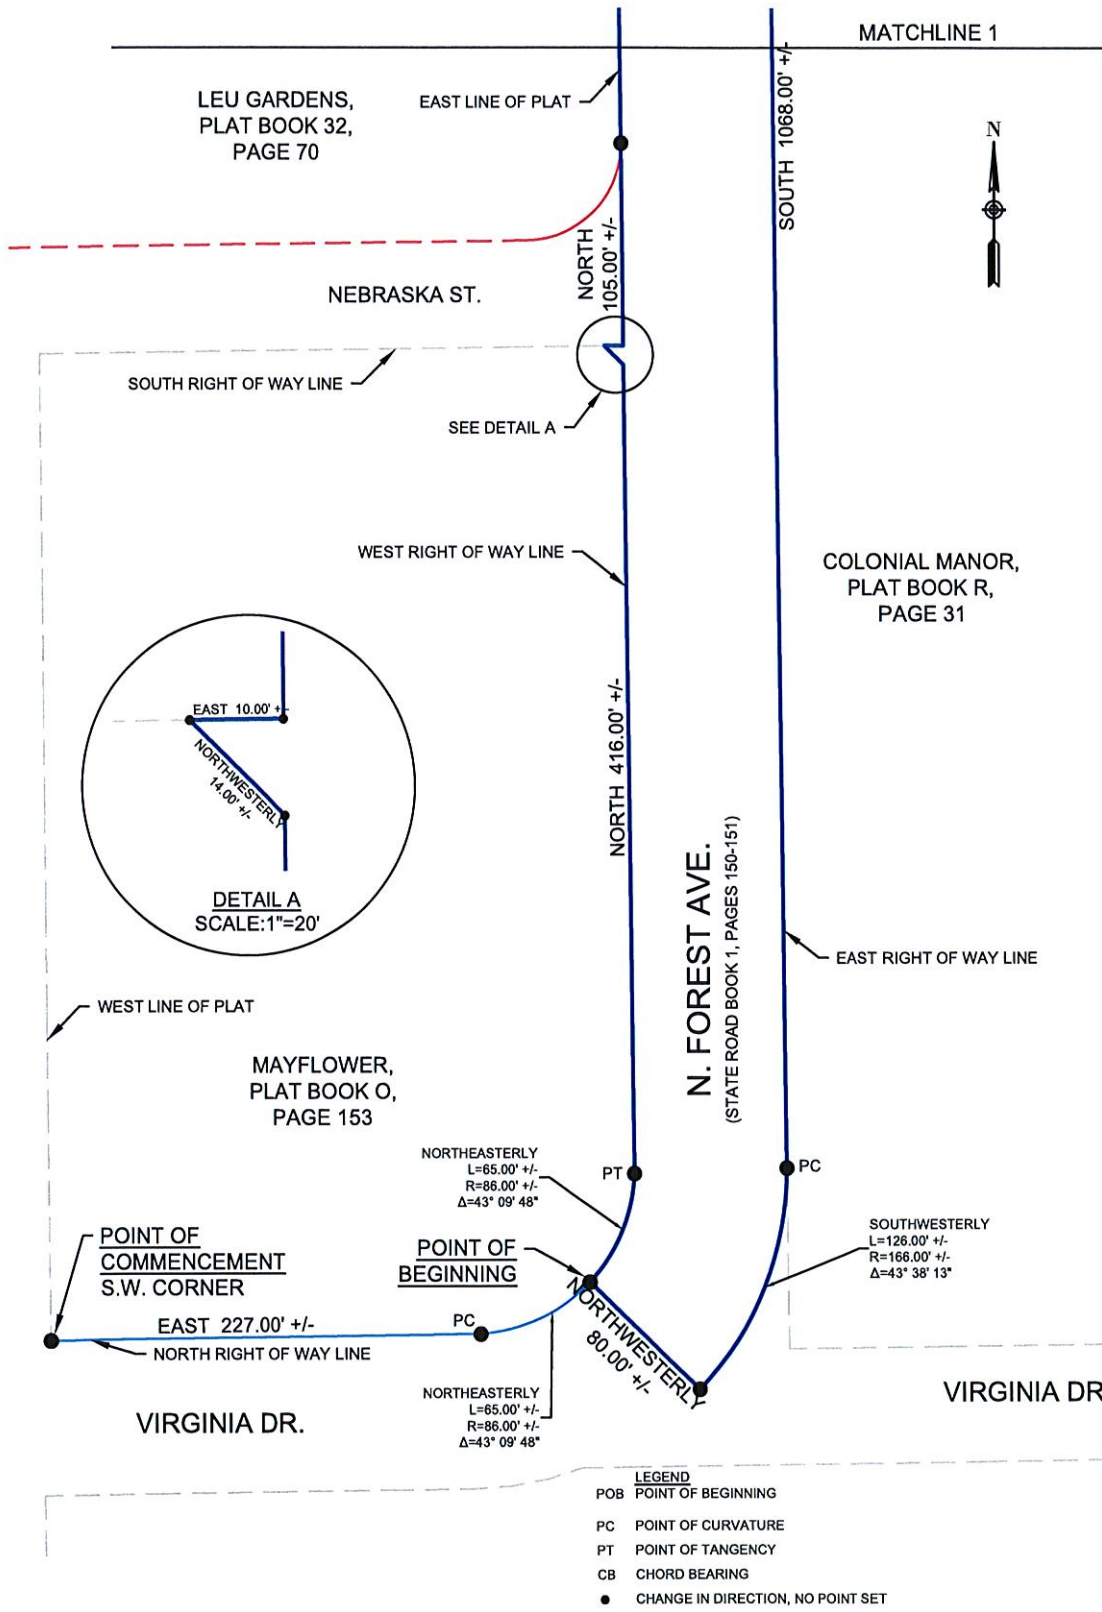 MATCHLINE 1
LEU GARDENS,
PLAT BOOK 32,
PAGE 70
EAST LINE OF PLAT
SOUTH 1068.00' +/-
N
NORTH
105.00' +/-
NEBRASKA ST.
SOUTH RIGHT OF WAY LINE
SEE DETAIL A
WEST RIGHT OF WAY LINE
COLONIAL MANOR,
PLAT BOOK R,
PAGE 31
EAST 10.00' +/-
NORTHWESTERLY
14.00' +/-
DETAIL A
SCALE:1"=20'
NORTH 416.00' +/-
N. FOREST AVE.
(STATE ROAD BOOK 1, PAGES 150-151)
EAST RIGHT OF WAY LINE
WEST LINE OF PLAT
MAYFLOWER,
PLAT BOOK O,
PAGE 153
NORTHEASTERLY
L=65.00' +/-
R=86.00' +/-
Δ=43° 09' 48"
PT
PC
POINT OF
COMMENCEMENT
S.W. CORNER
POINT OF
BEGINNING
SOUTHWESTERLY
L=126.00' +/-
R=166.00' +/-
Δ=43° 38' 13"
EAST 227.00' +/-
PC
NORTH RIGHT OF WAY LINE
NORTHWESTERLY
80.00' +/-
NORTHEASTERLY
L=65.00' +/-
R=86.00' +/-
Δ=43° 09' 48"
VIRGINIA DR.
VIRGINIA DR
LEGEND
POB POINT OF BEGINNING
PC POINT OF CURVATURE
PT POINT OF TANGENCY
CB CHORD BEARING
● CHANGE IN DIRECTION, NO POINT SET